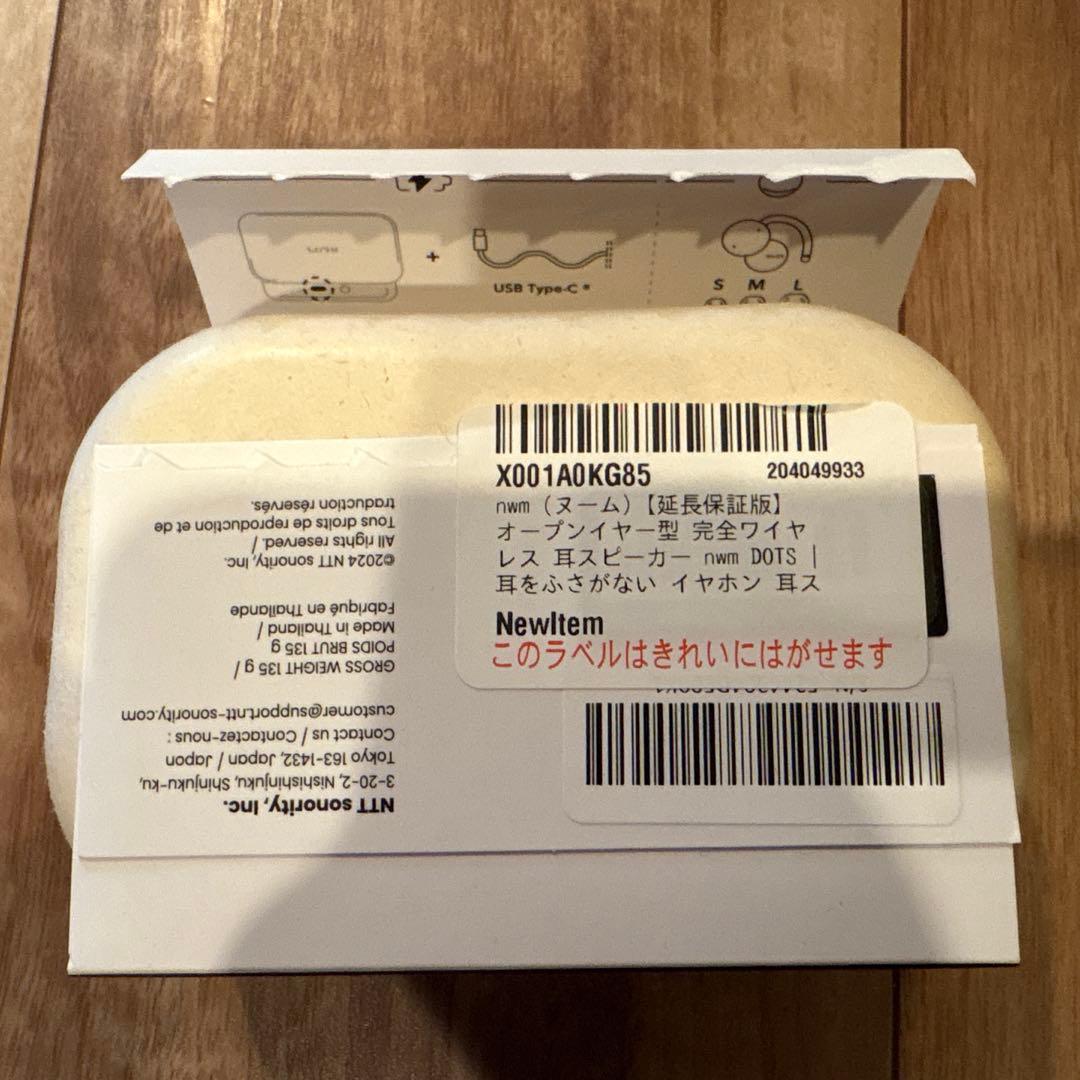 nwm
+
USB Type-C *
S M L
X001A0KG85 204049933
nwm（ヌーム）【延長保証版】
オープンイヤー型 完全ワイヤ
レス 耳スピーカー nwm DOTS |
耳をふさがない イヤホン 耳ス
NewItem
このラベルはきれいにはがせます
NTT sonority, Inc.
3-20-2, Nishishinjuku, Shinjuku-ku,
Tokyo 163-1432, Japan / Japon
Contact us / Contactez-nous :
customer@support.ntt-sonority.com
GROSS WEIGHT 135 g /
POIDS BRUT 135 g
Made in Thailand /
Fabriqué en Thaïlande
©2024 NTT sonority, Inc.
All rights reserved. /
Tous droits de reproduction et de
traduction réservés.